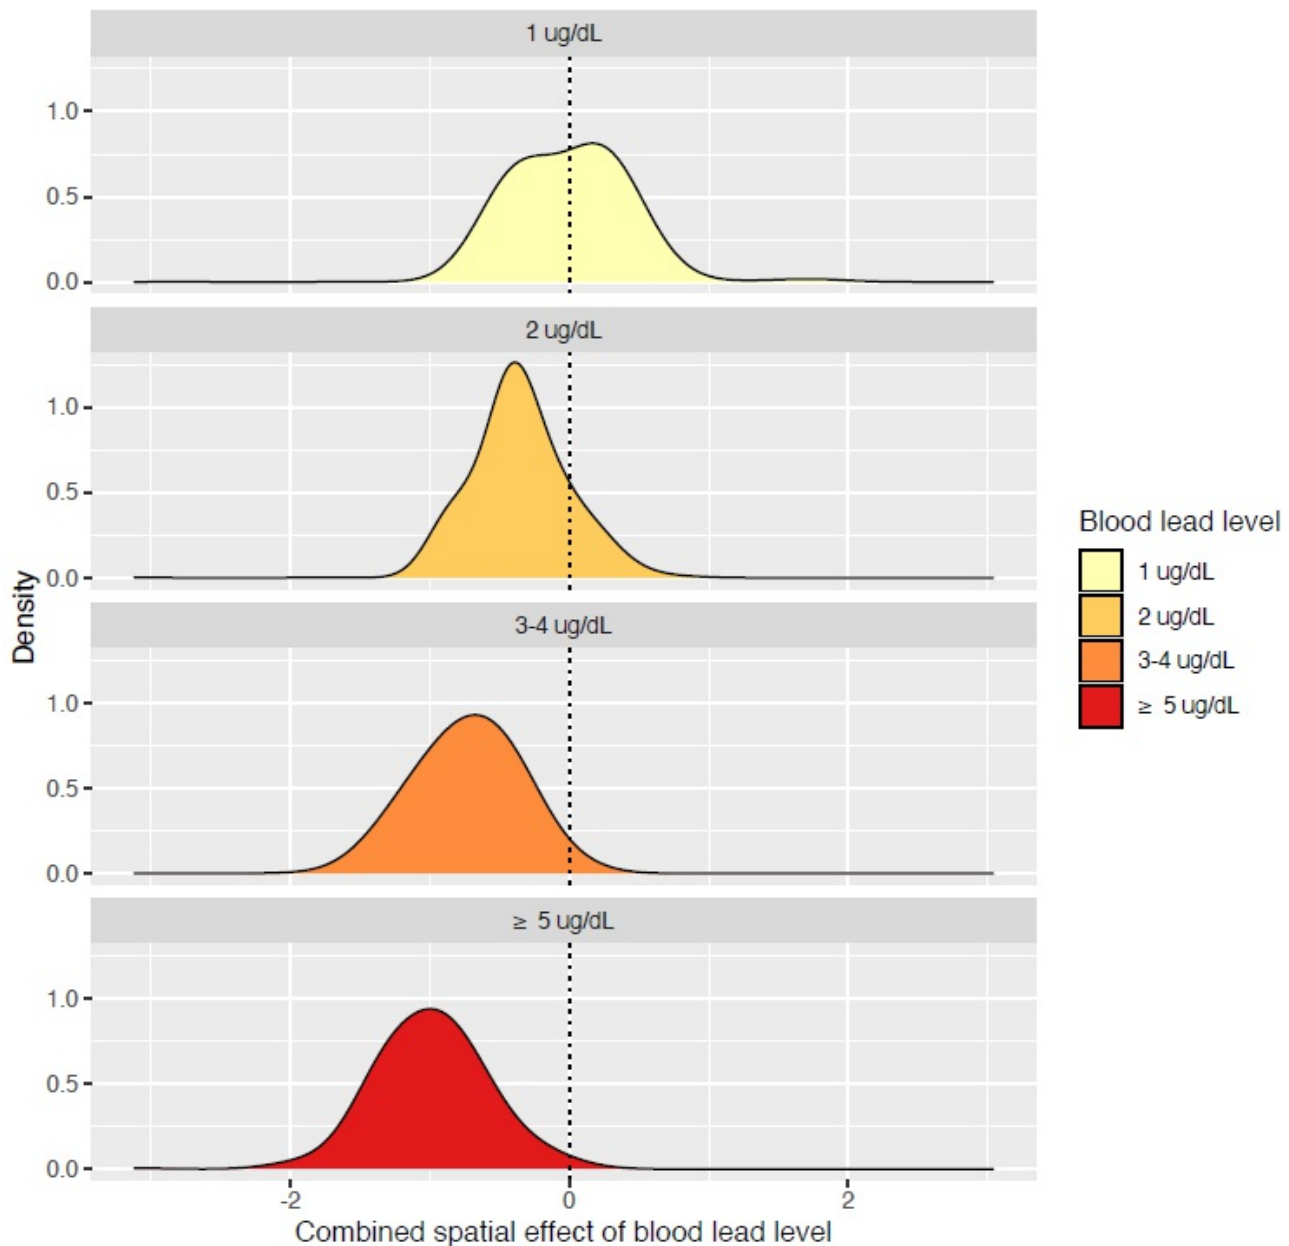 1 ug/dL
1.0
0.5
0.0
2 ug/dL
1.0
0.5
0.0
3-4 ug/dL
1.0
0.5
0.0
≥ 5 ug/dL
1.0
0.5
0.0
-2 0 2
Combined spatial effect of blood lead level
Density
Blood lead level
1 ug/dL
2 ug/dL
3-4 ug/dL
≥ 5 ug/dL